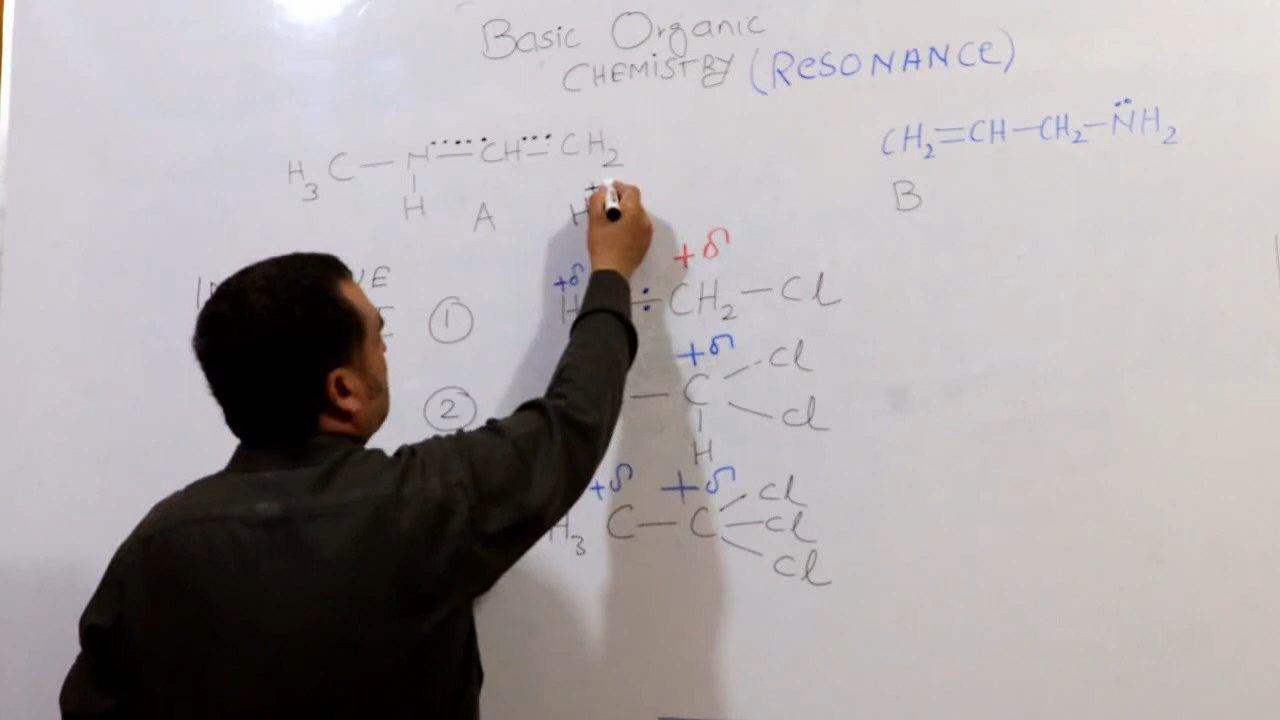 Basic Organic
CHEMISTRY (RESONANCE)
H3C — N ═ CH ═ CH2
H
A
H+
CH2=CH—CH2—N̈H2
B
+δ
+δ
H : CH2—Cl
1
+δ
— C
Cl
Cl
H
2
+δ
+δ
H3C—C
Cl
Cl
Cl